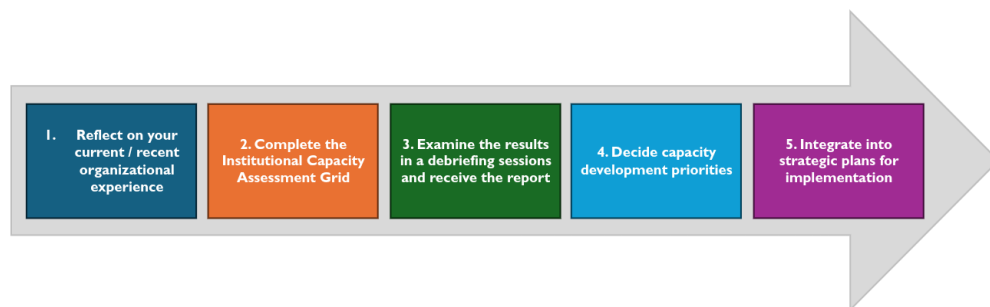 1. Reflect on your
current / recent
organizational
experience
2. Complete the
Institutional Capacity
Assessment Grid
3. Examine the results
in a debriefing sessions
and receive the report
4. Decide capacity
development priorities
5. Integrate into
strategic plans for
implementation